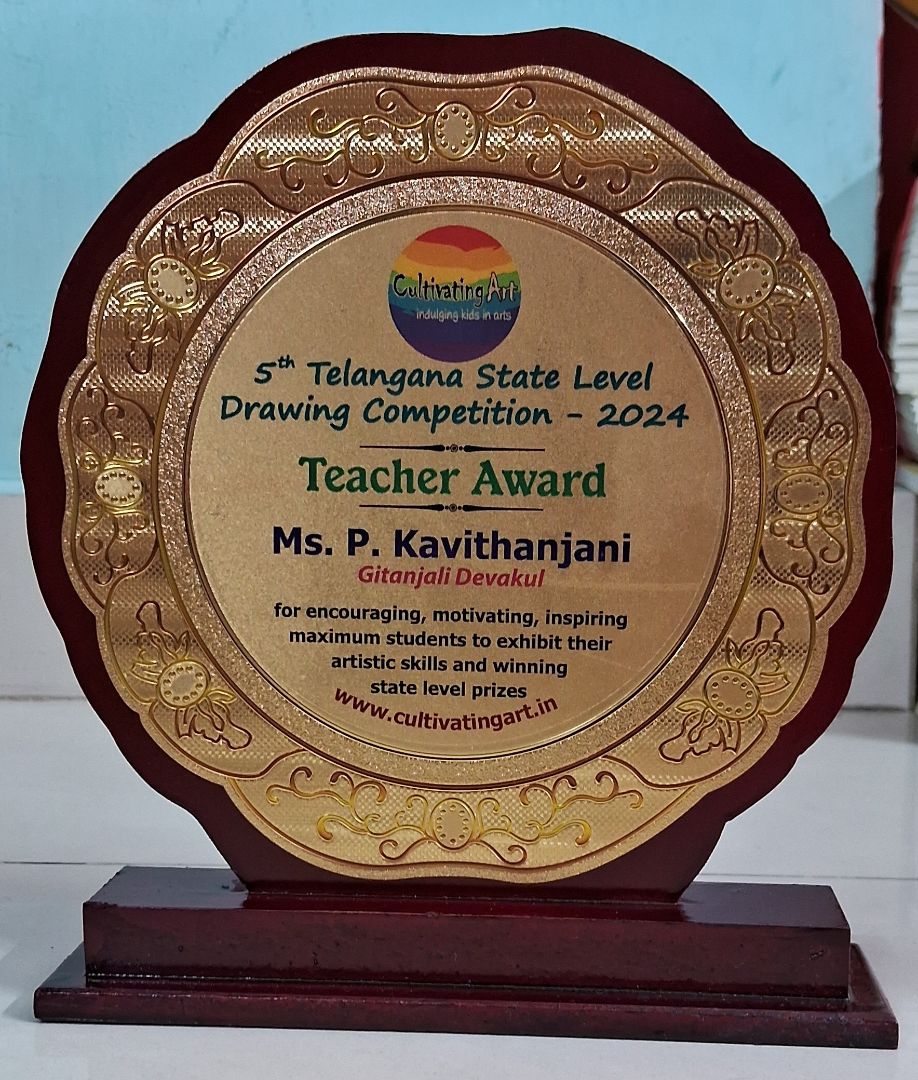 CultivatingArt
indulging kids in arts
5th Telangana State Level
Drawing Competition - 2024
Teacher Award
Ms. P. Kavithanjani
Gitanjali Devakul
for encouraging, motivating, inspiring
maximum students to exhibit their
artistic skills and winning
state level prizes
www.cultivatingart.in